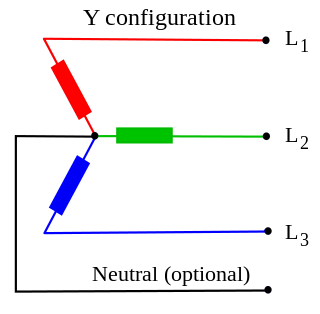 Y configuration
L1
L2
L3
Neutral (optional)